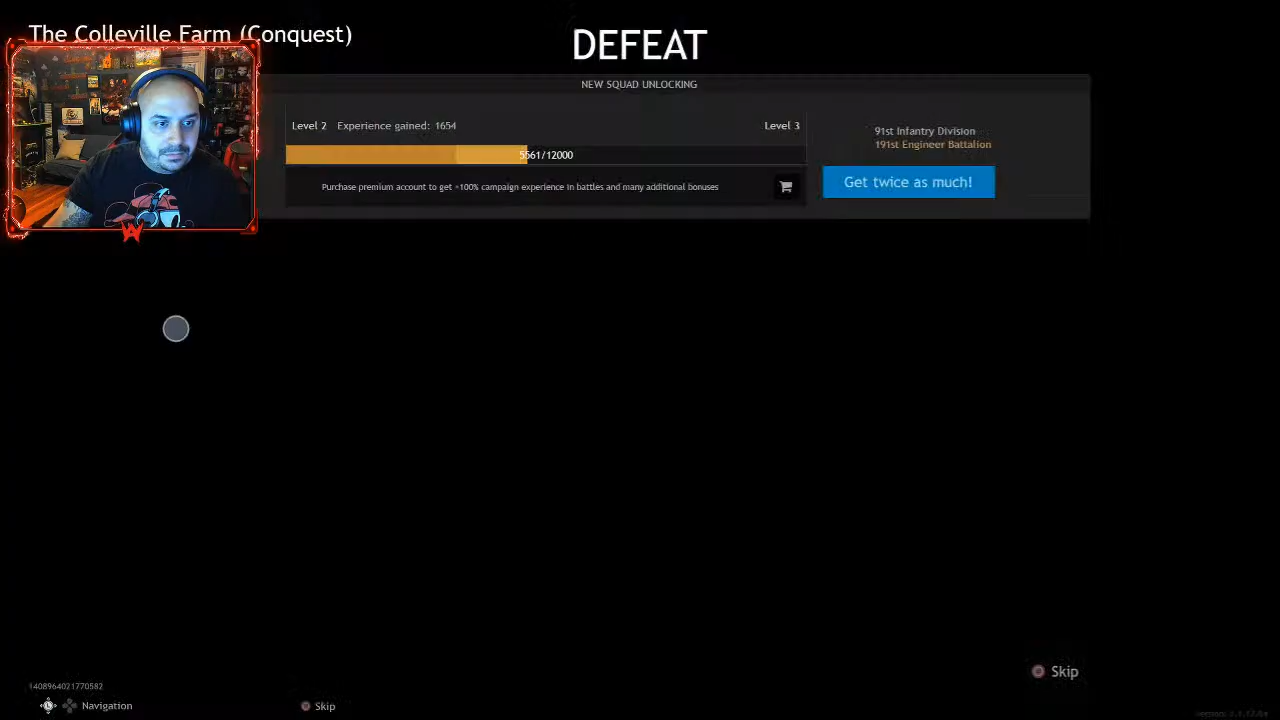 The Colleville Farm (Conquest)
DEFEAT
NEW SQUAD UNLOCKING
Level 2 Experience gained: 1654 Level 3
5561/12000
91st Infantry Division
191st Engineer Battalion
Purchase premium account to get +100% campaign experience in battles and many additional bonuses
Get twice as much!
Skip
1408964021770582
Navigation
Skip